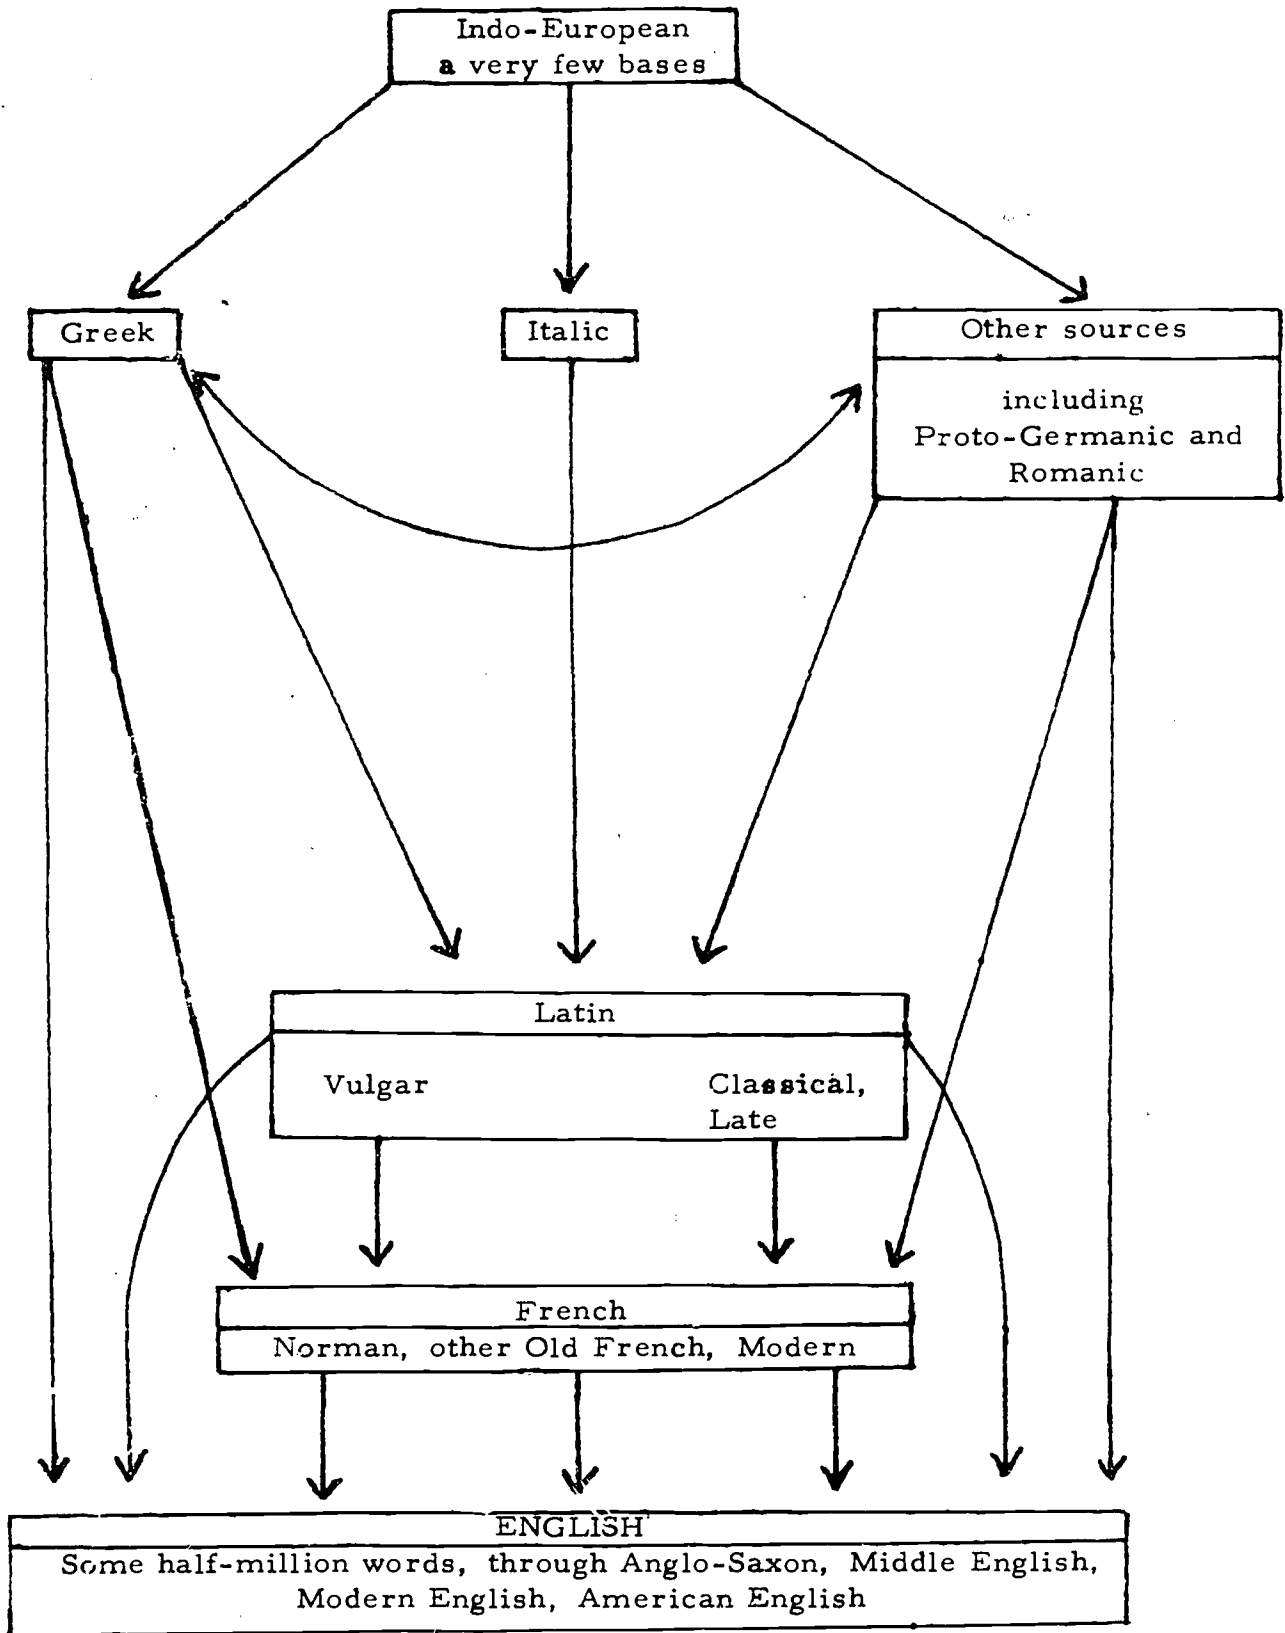 Indo-European
a very few bases
Greek
Italic
Other sources
including
Proto-Germanic and
Romanic
Latin
Vulgar
Classical,
Late
French
Norman, other Old French, Modern
ENGLISH
Some half-million words, through Anglo-Saxon, Middle English,
Modern English, American English